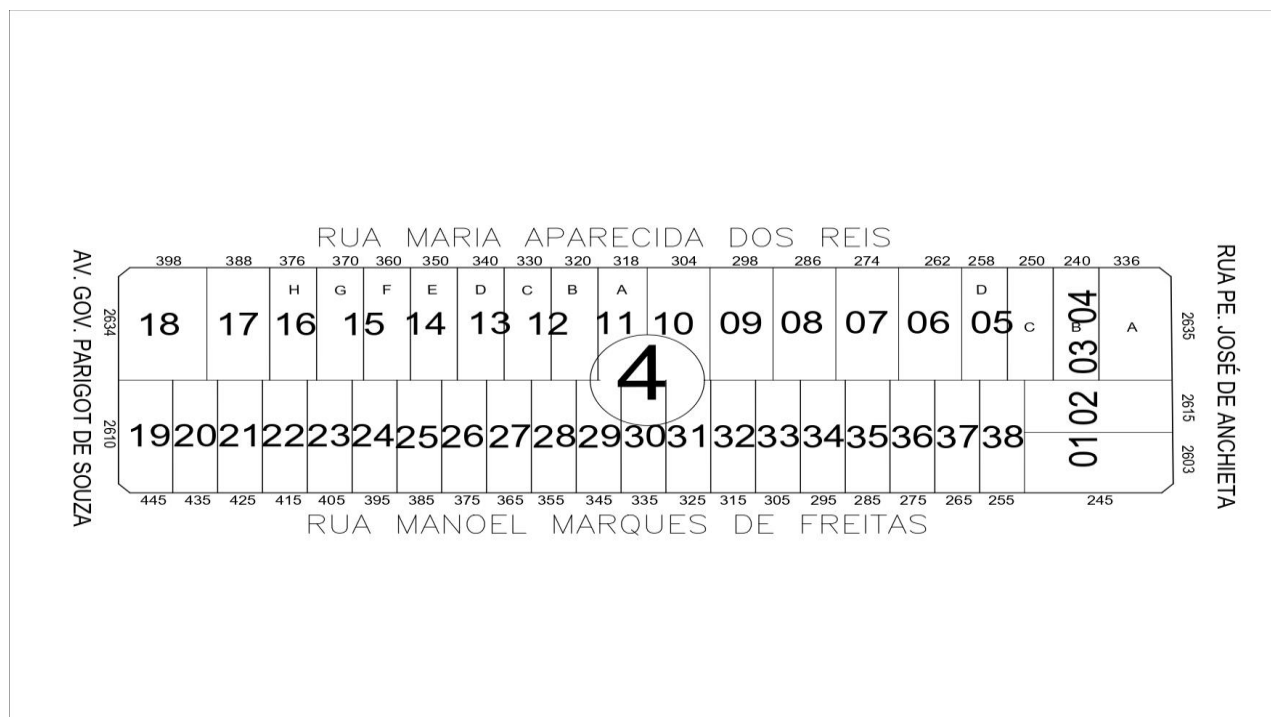 RUA MARIA APARECIDA DOS REIS
398 388 376 370 360 350 340 330 320 318 304 298 286 274 262 258 250 240 336
H G F E D C B A D C B A
18 17 16 15 14 13 12 11 10 09 08 07 06 05 03 04
4
19 20 21 22 23 24 25 26 27 28 29 30 31 32 33 34 35 36 37 38 01 02
445 435 425 415 405 395 385 375 365 355 345 335 325 315 305 295 285 275 265 255 245
RUA MANOEL MARQUES DE FREITAS
AV. GOV. PARIGOT DE SOUZA
2634
2610
RUA PE. JOSÉ DE ANCHIETA
2635
2615
2603